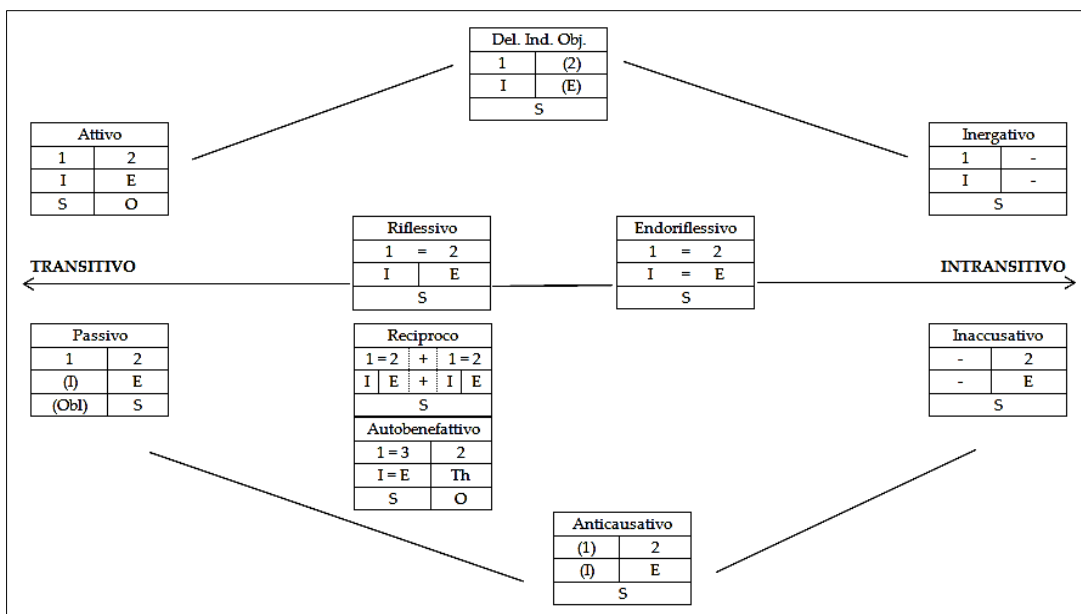 Del. Ind. Obj.
1 (2)
I (E)
S
Attivo
1 2
I E
S O
Inergativo
1 -
I -
S
Riflessivo
1 = 2
I E
S
Endoriflessivo
1 = 2
I = E
S
TRANSITIVO
INTRANSITIVO
Passivo
1 2
(I) E
(Obl) S
Reciproco
1 = 2 + 1 = 2
I E + I E
S
Inaccusativo
- 2
- E
S
Autobenefattivo
1 = 3 2
I = E Th
S O
Anticausativo
(1) 2
(I) E
S